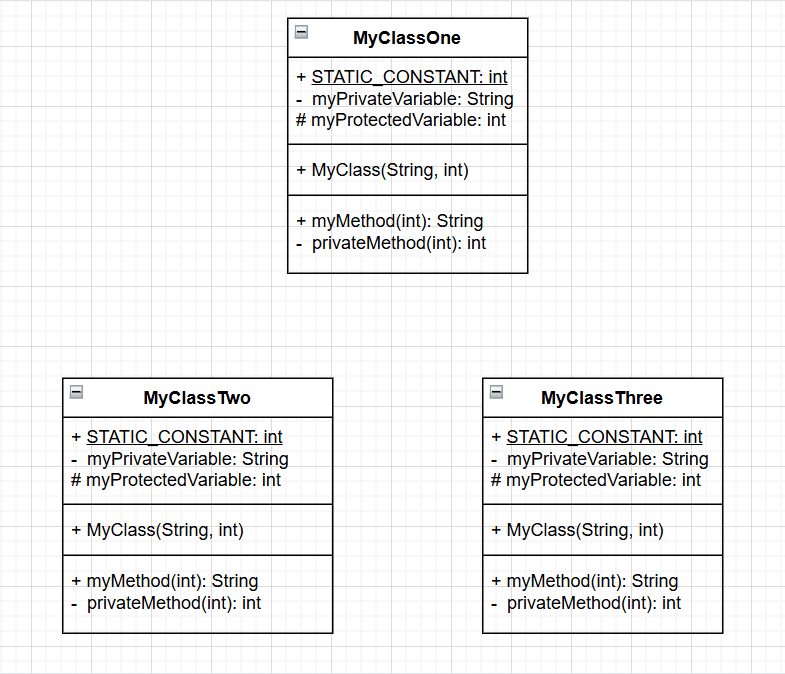 MyClassOne
+ STATIC_CONSTANT: int
- myPrivateVariable: String
# myProtectedVariable: int
+ MyClass(String, int)
+ myMethod(int): String
- privateMethod(int): int
MyClassTwo
+ STATIC_CONSTANT: int
- myPrivateVariable: String
# myProtectedVariable: int
+ MyClass(String, int)
+ myMethod(int): String
- privateMethod(int): int
MyClassThree
+ STATIC_CONSTANT: int
- myPrivateVariable: String
# myProtectedVariable: int
+ MyClass(String, int)
+ myMethod(int): String
- privateMethod(int): int